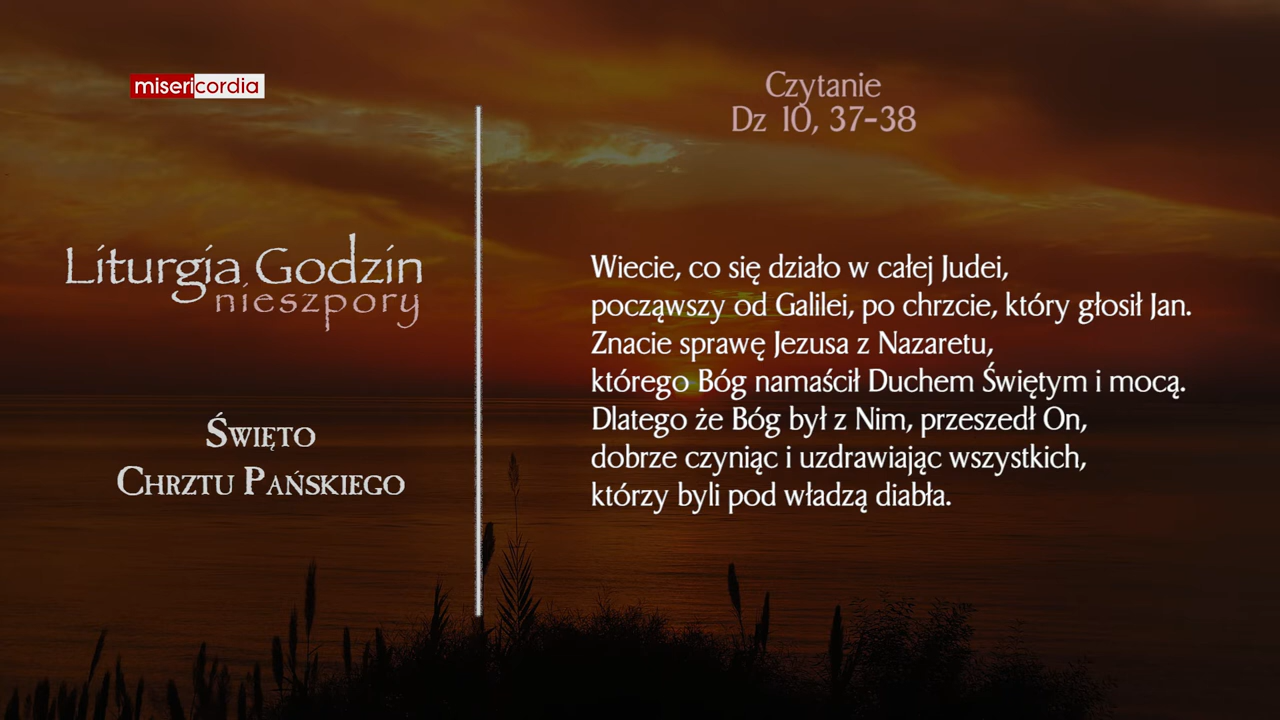 misericordia
Liturgia Godzin
nieszpory
Święto
Chrztu Pańskiego
Czytanie
Dz 10, 37-38
Wiecie, co się działo w całej Judei,
począwszy od Galilei, po chrzcie, który głosił Jan.
Znacie sprawę Jezusa z Nazaretu,
którego Bóg namaścił Duchem Świętym i mocą.
Dlatego że Bóg był z Nim, przeszedł On,
dobrze czyniąc i uzdrawiając wszystkich,
którzy byli pod władzą diabła.